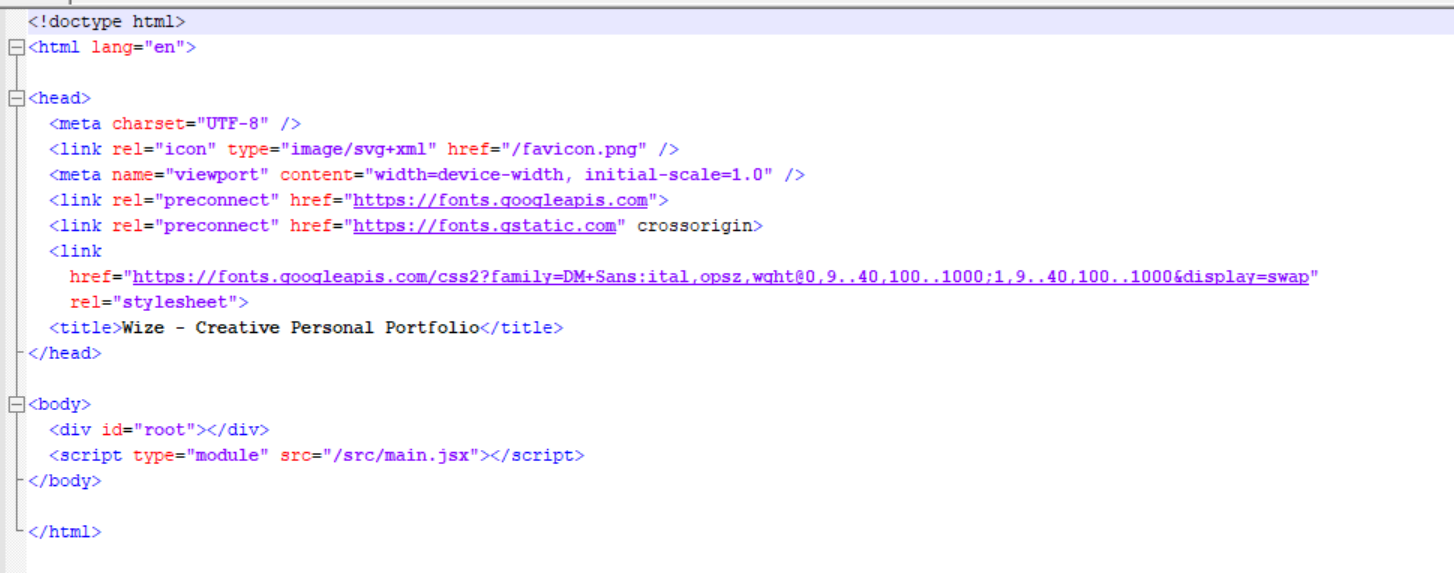 <!doctype html>
<html lang="en">
<head>
<meta charset="UTF-8" />
<link rel="icon" type="image/svg+xml" href="/favicon.png" />
<meta name="viewport" content="width=device-width, initial-scale=1.0" />
<link rel="preconnect" href="https://fonts.googleapis.com">
<link rel="preconnect" href="https://fonts.gstatic.com" crossorigin>
<link
href="https://fonts.googleapis.com/css2?family=DM+Sans:ital,opsz,wght@0,9..40,100..1000;1,9..40,100..1000&display=swap"
rel="stylesheet">
<title>Wize - Creative Personal Portfolio</title>
</head>
<body>
<div id="root"></div>
<script type="module" src="/src/main.jsx"></script>
</body>
</html>